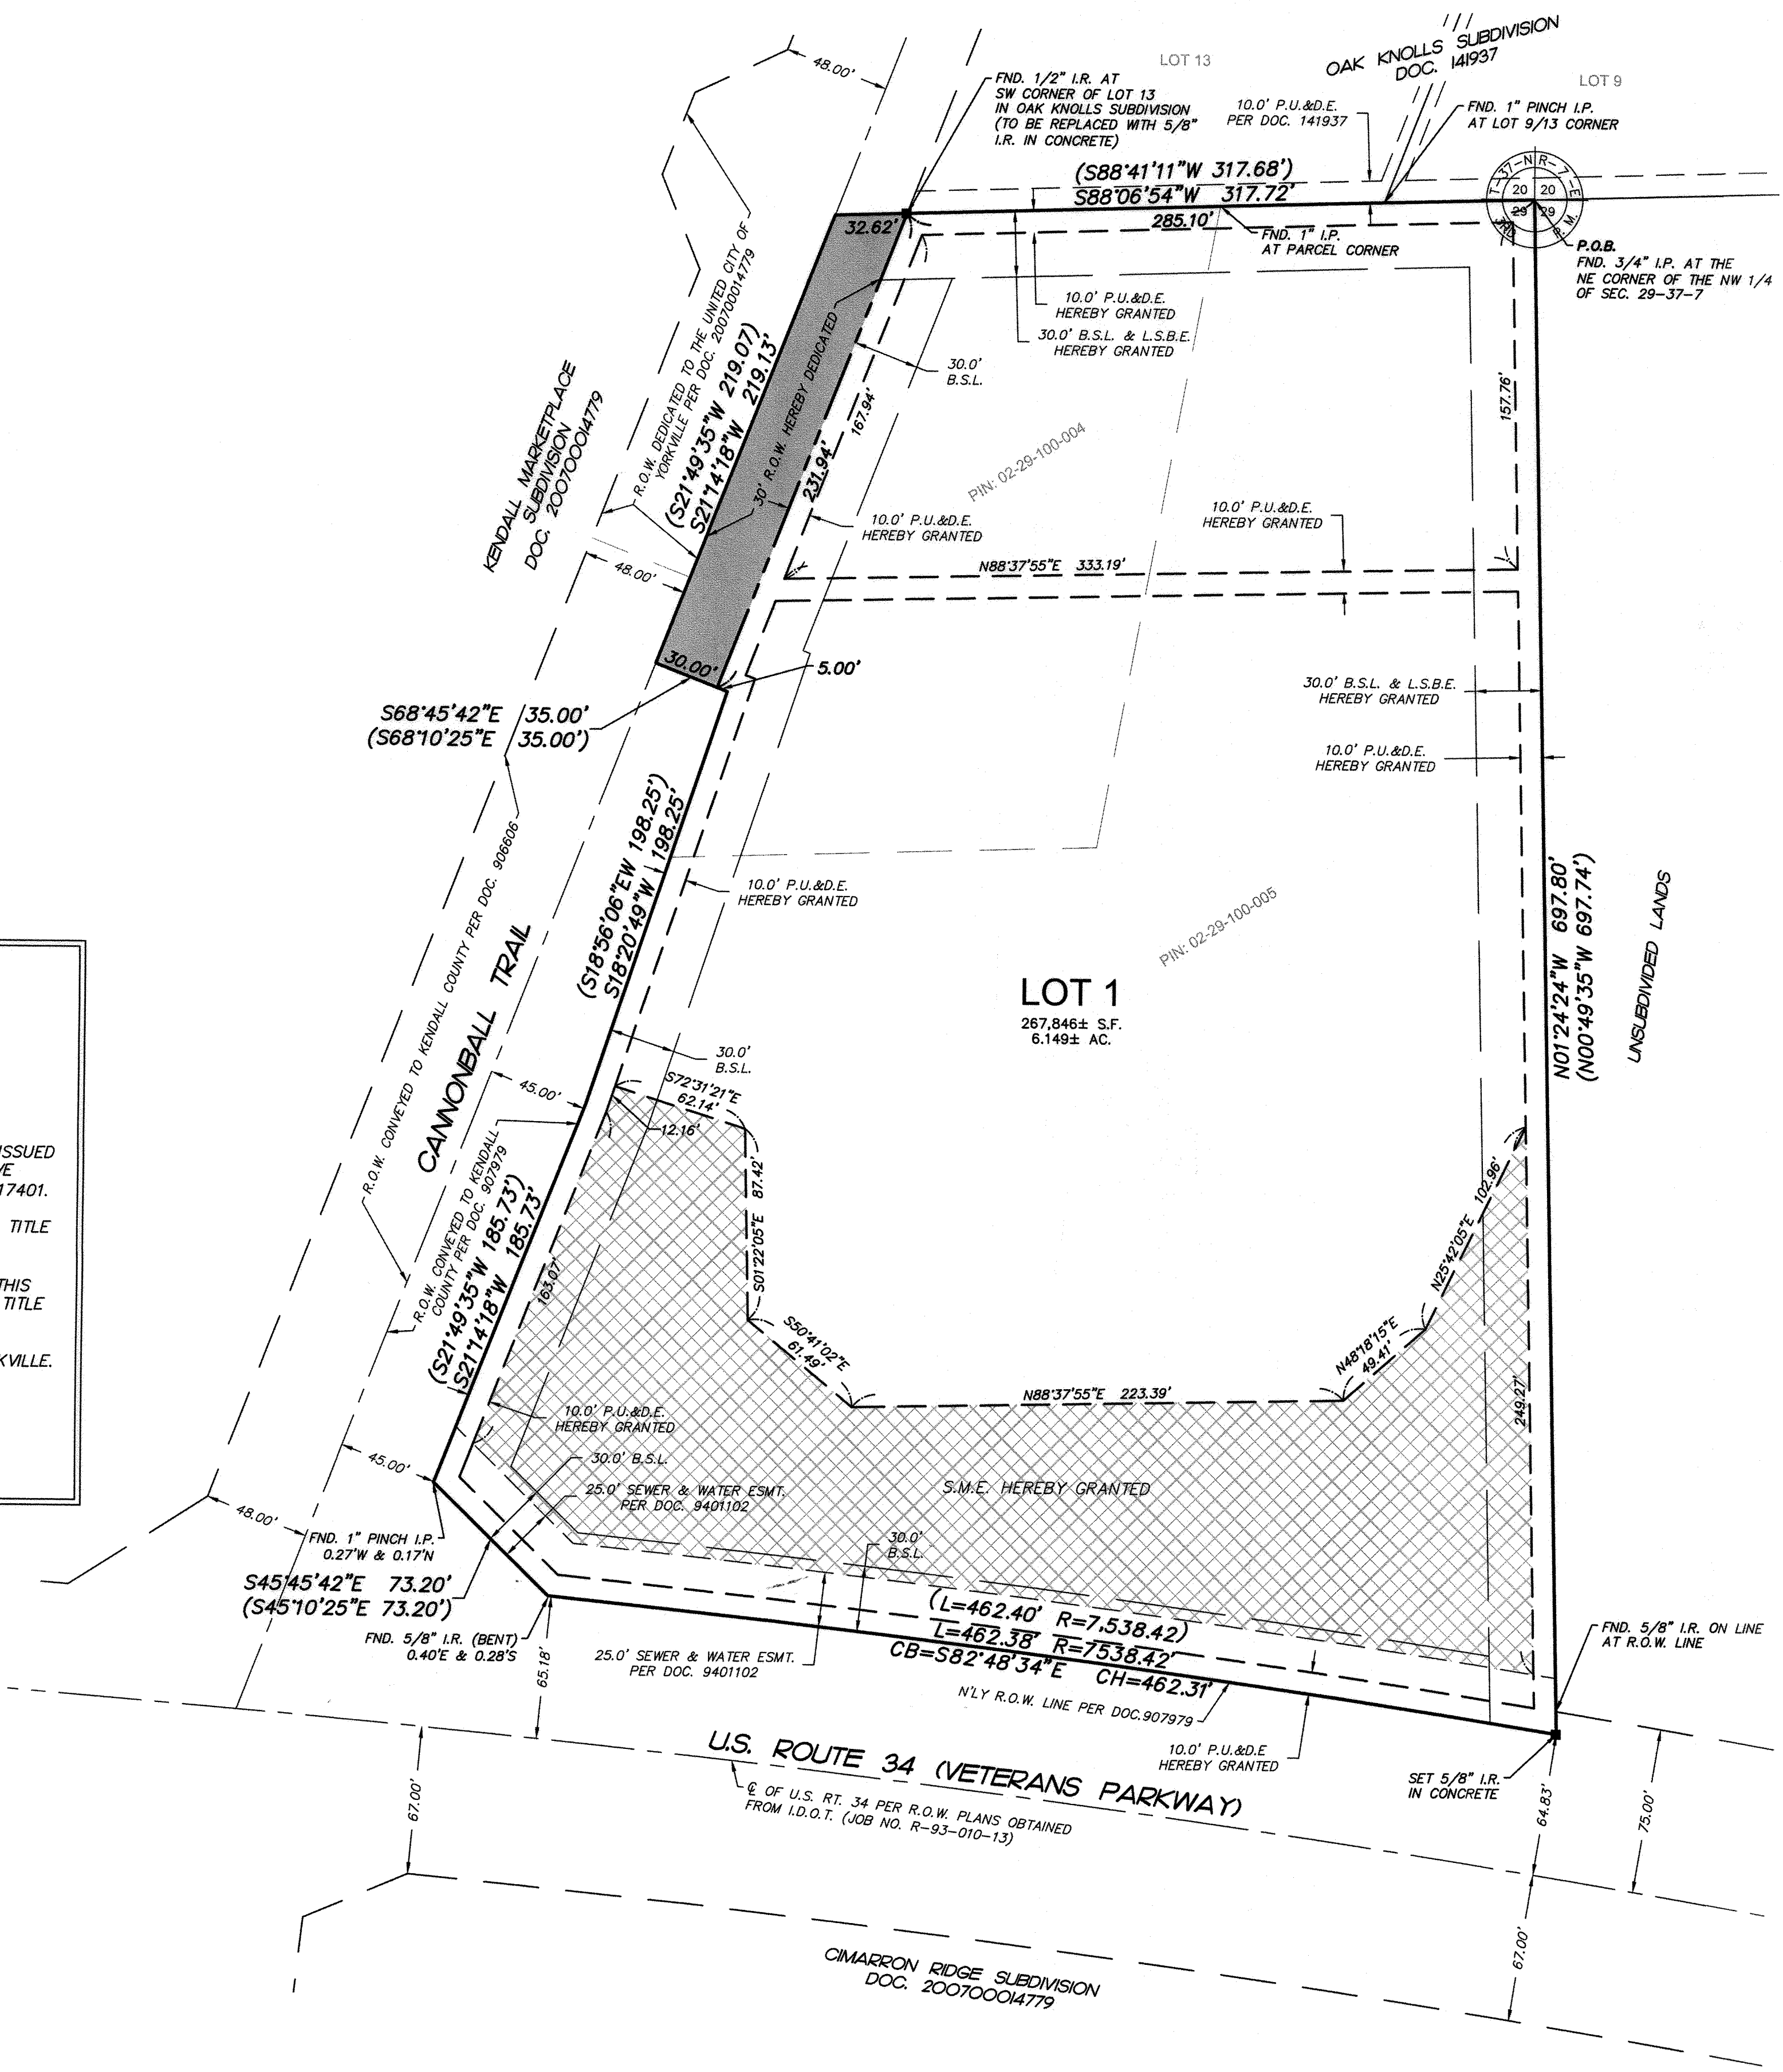 OAK KNOLLS SUBDIVISION
DOC. 141937
LOT 13
LOT 9
48.00'
FND. 1/2" I.R. AT
SW CORNER OF LOT 13
IN OAK KNOLLS SUBDIVISION
(TO BE REPLACED WITH 5/8"
I.R. IN CONCRETE)
10.0' P.U.&D.E.
PER DOC. 141937
FND. 1" PINCH I.P.
AT LOT 9/13 CORNER
(S88°41'11"W 317.68')
S88°06'54"W 317.72'
285.10'
32.62'
FND. 1" I.P.
AT PARCEL CORNER
T-37-N R-7-E
3RD P. M.
20 20
29 29
P.O.B.
FND. 3/4" I.P. AT THE
NE CORNER OF THE NW 1/4
OF SEC. 29-37-7
10.0' P.U.&D.E.
HEREBY GRANTED
30.0' B.S.L. & L.S.B.E.
HEREBY GRANTED
30.0'
B.S.L.
KENDALL MARKETPLACE
SUBDIVISION
DOC. 200700014779
R.O.W. DEDICATED TO THE UNITED CITY OF
YORKVILLE PER DOC. 200700014779
(S21°49'35"W 219.07)
S21°14'18"W 219.13'
30' R.O.W. HEREBY DEDICATED
167.94'
231.94'
PIN: 02-29-100-004
157.76'
10.0' P.U.&D.E.
HEREBY GRANTED
10.0' P.U.&D.E.
HEREBY GRANTED
N88°37'55"E 333.19'
48.00'
30.00'
5.00'
S68°45'42"E 35.00'
(S68°10'25"E 35.00')
30.0' B.S.L. & L.S.B.E.
HEREBY GRANTED
10.0' P.U.&D.E.
HEREBY GRANTED
(S18°56'06"EW 198.25')
S18°20'49"W 198.25'
10.0' P.U.&D.E.
HEREBY GRANTED
R.O.W. CONVEYED TO KENDALL COUNTY PER DOC. 906606
CANNONBALL TRAIL
PIN: 02-29-100-005
N01°24'24"W 697.80'
(N00°49'35"W 697.74')
UNSUBDIVIDED LANDS
LOT 1
267,846± S.F.
6.149± AC.
30.0'
B.S.L.
45.00'
S72°31'21"E
62.14'
12.16'
R.O.W. CONVEYED TO KENDALL
COUNTY PER DOC. 907979
(S21°49'35"W 185.73')
S21°14'18"W 185.73'
163.07'
S01°22'05"E 87.42'
S50°41'02"E
61.49'
N88°37'55"E 223.39'
N48°18'15"E
49.41'
N25°42'05"E 102.96'
249.27'
ISSUED
VE
17401.
TITLE
THIS
TITLE
KVILLE.
10.0' P.U.&D.E.
HEREBY GRANTED
30.0' B.S.L.
25.0' SEWER & WATER ESMT.
PER DOC. 9401102
S.M.E. HEREBY GRANTED
30.0'
B.S.L.
45.00'
48.00'
FND. 1" PINCH I.P.
0.27'W & 0.17'N
S45°45'42"E 73.20'
(S45°10'25"E 73.20')
FND. 5/8" I.R. (BENT)
0.40'E & 0.28'S
65.18'
25.0' SEWER & WATER ESMT.
PER DOC. 9401102
(L=462.40' R=7,538.42)
L=462.38' R=7538.42'
CB=S82°48'34"E CH=462.31'
N'LY R.O.W. LINE PER DOC.907979
FND. 5/8" I.R. ON LINE
AT R.O.W. LINE
10.0' P.U.&D.E
HEREBY GRANTED
SET 5/8" I.R.
IN CONCRETE
U.S. ROUTE 34 (VETERANS PARKWAY)
℄ OF U.S. RT. 34 PER R.O.W. PLANS OBTAINED
FROM I.D.O.T. (JOB NO. R-93-010-13)
67.00'
64.83'
75.00'
67.00'
CIMARRON RIDGE SUBDIVISION
DOC. 200700014779